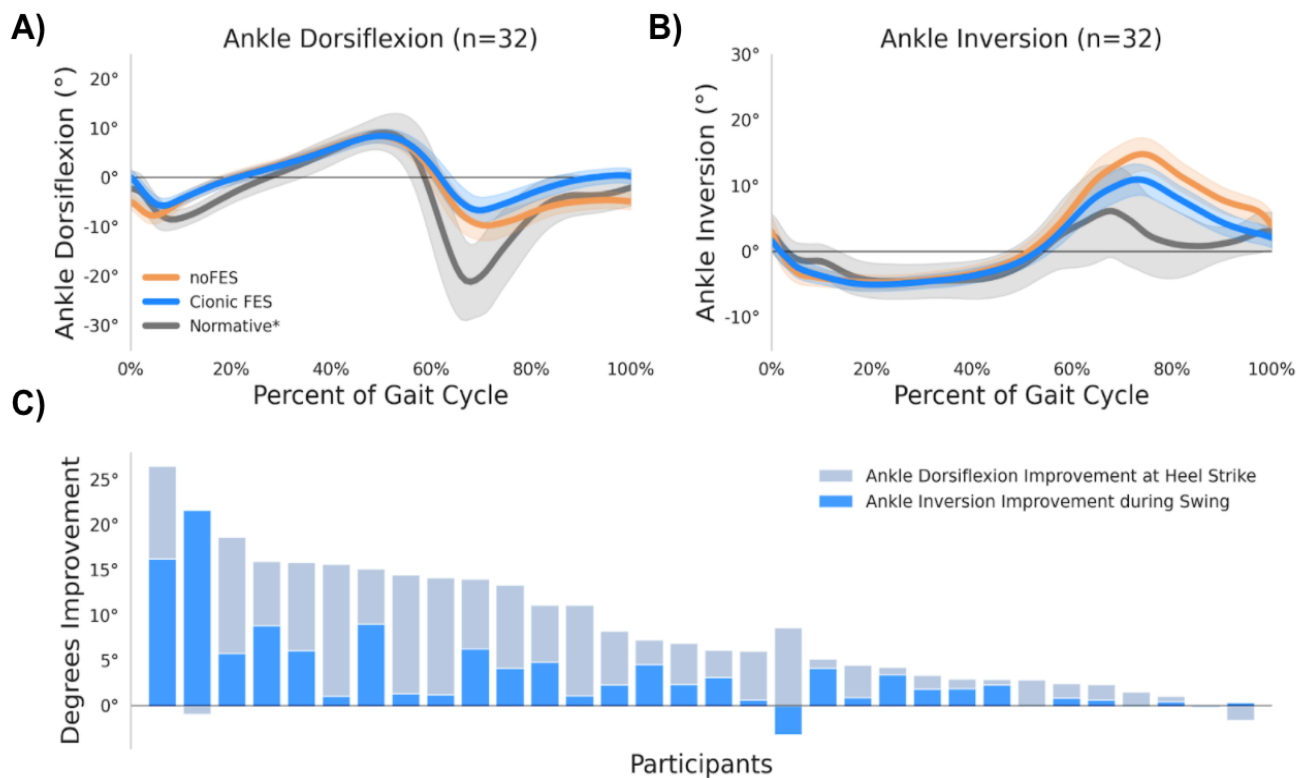 A)
Ankle Dorsiflexion (n=32)
Ankle Dorsiflexion (°)
20°
10°
0°
-10°
-20°
-30°
noFES
Cionic FES
Normative*
0% 20% 40% 60% 80% 100%
Percent of Gait Cycle
B)
Ankle Inversion (n=32)
Ankle Inversion (°)
30°
20°
10°
0°
-10°
0% 20% 40% 60% 80% 100%
Percent of Gait Cycle
C)
Degrees Improvement
25°
20°
15°
10°
5°
0°
Ankle Dorsiflexion Improvement at Heel Strike
Ankle Inversion Improvement during Swing
Participants